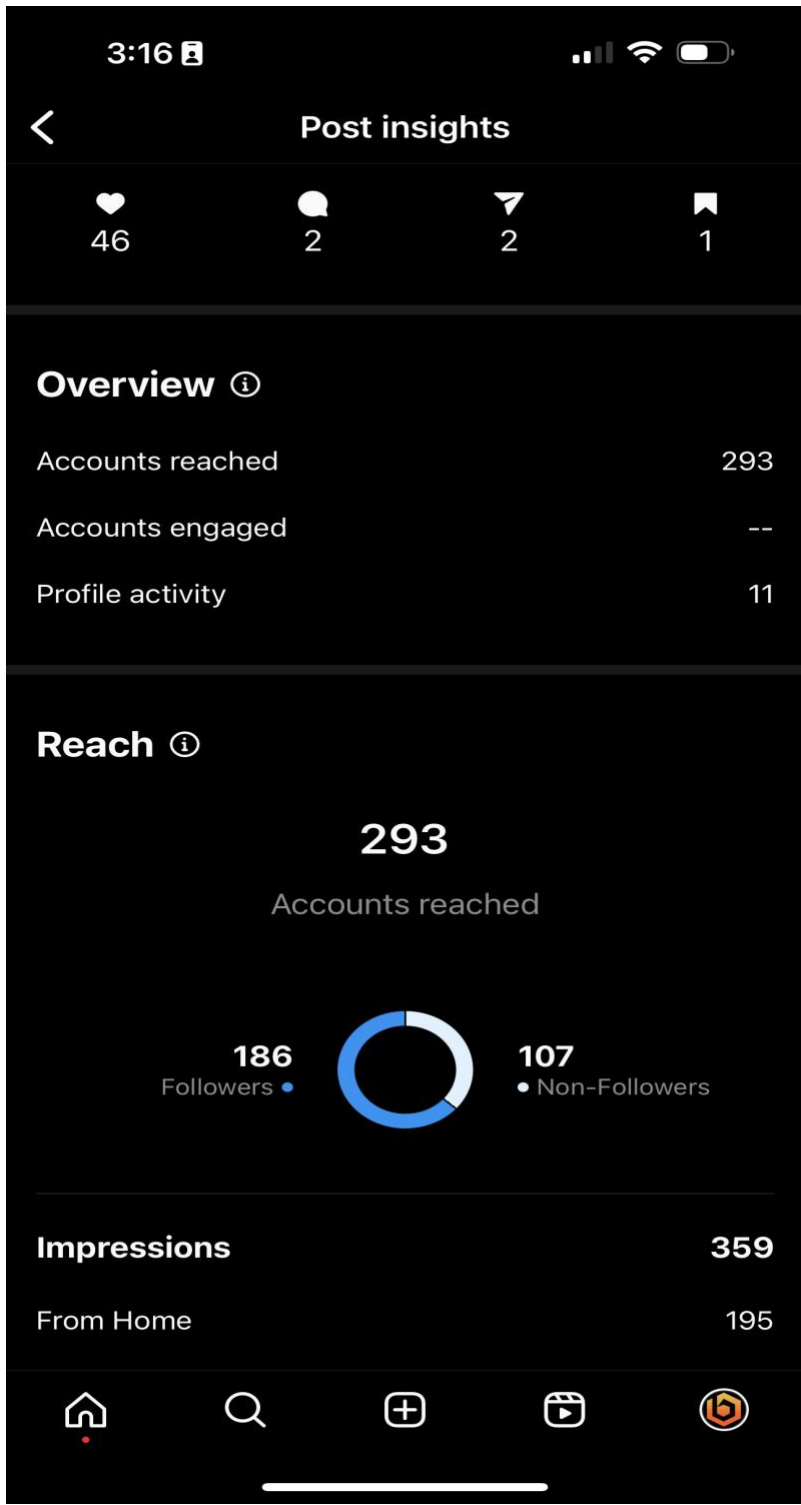 3:16
Post insights
46 2 2 1
Overview
Accounts reached 293
Accounts engaged --
Profile activity 11
Reach
293
Accounts reached
186 107
Followers Non-Followers
Impressions 359
From Home 195